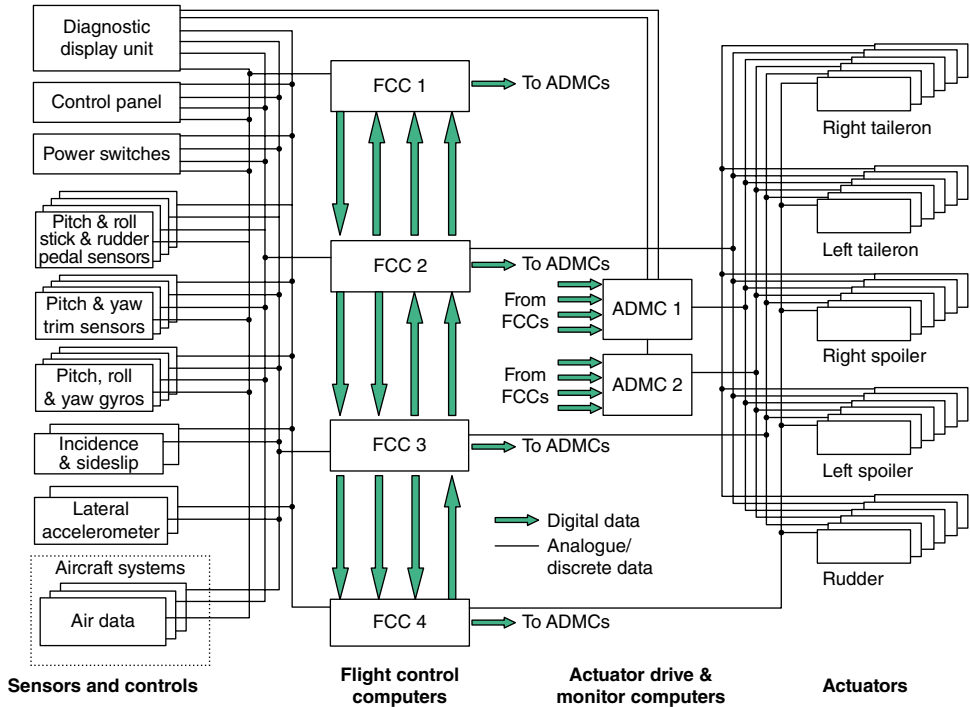 Diagnostic
display unit
Control panel
Power switches
Pitch & roll
stick & rudder
pedal sensors
Pitch & yaw
trim sensors
Pitch, roll
& yaw gyros
Incidence
& sideslip
Lateral
accelerometer
Aircraft systems
Air data
Sensors and controls
FCC 1
To ADMCs
FCC 2
To ADMCs
FCC 3
To ADMCs
FCC 4
To ADMCs
Flight control
computers
From
FCCs
ADMC 1
From
FCCs
ADMC 2
Digital data
Analogue/
discrete data
Actuator drive &
monitor computers
Right taileron
Left taileron
Right spoiler
Left spoiler
Rudder
Actuators